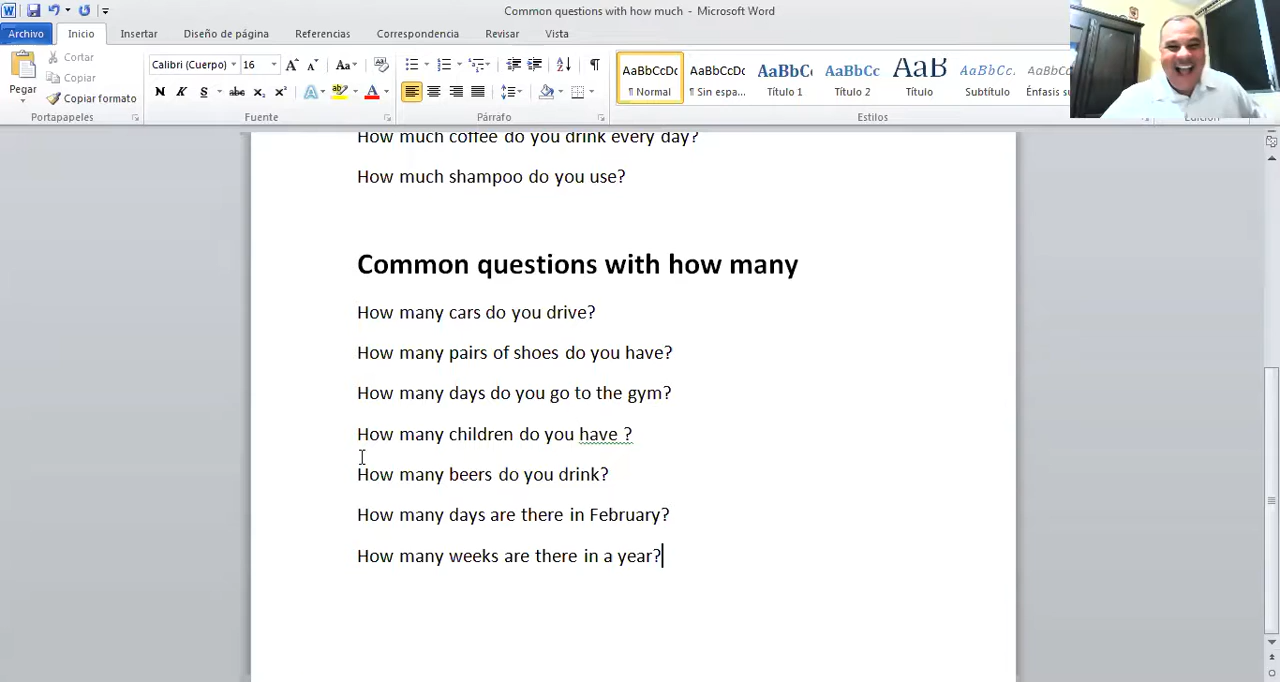 Common questions with how much - Microsoft Word
Archivo Inicio Insertar Diseño de página Referencias Correspondencia Revisar Vista
Pegar
Cortar
Copiar
Copiar formato
Portapapeles
Calibri (Cuerpo) 16
Fuente
Párrafo
AaBbCcDc AaBbCcDc AaBbC AaBbCc AaB AaBbCc. AaBbCcD
¶ Normal ¶ Sin espa... Título 1 Título 2 Título Subtítulo Énfasis su
Estilos
Edición
How much coffee do you drink every day?
How much shampoo do you use?
Common questions with how many
How many cars do you drive?
How many pairs of shoes do you have?
How many days do you go to the gym?
How many children do you have ?
How many beers do you drink?
How many days are there in February?
How many weeks are there in a year?